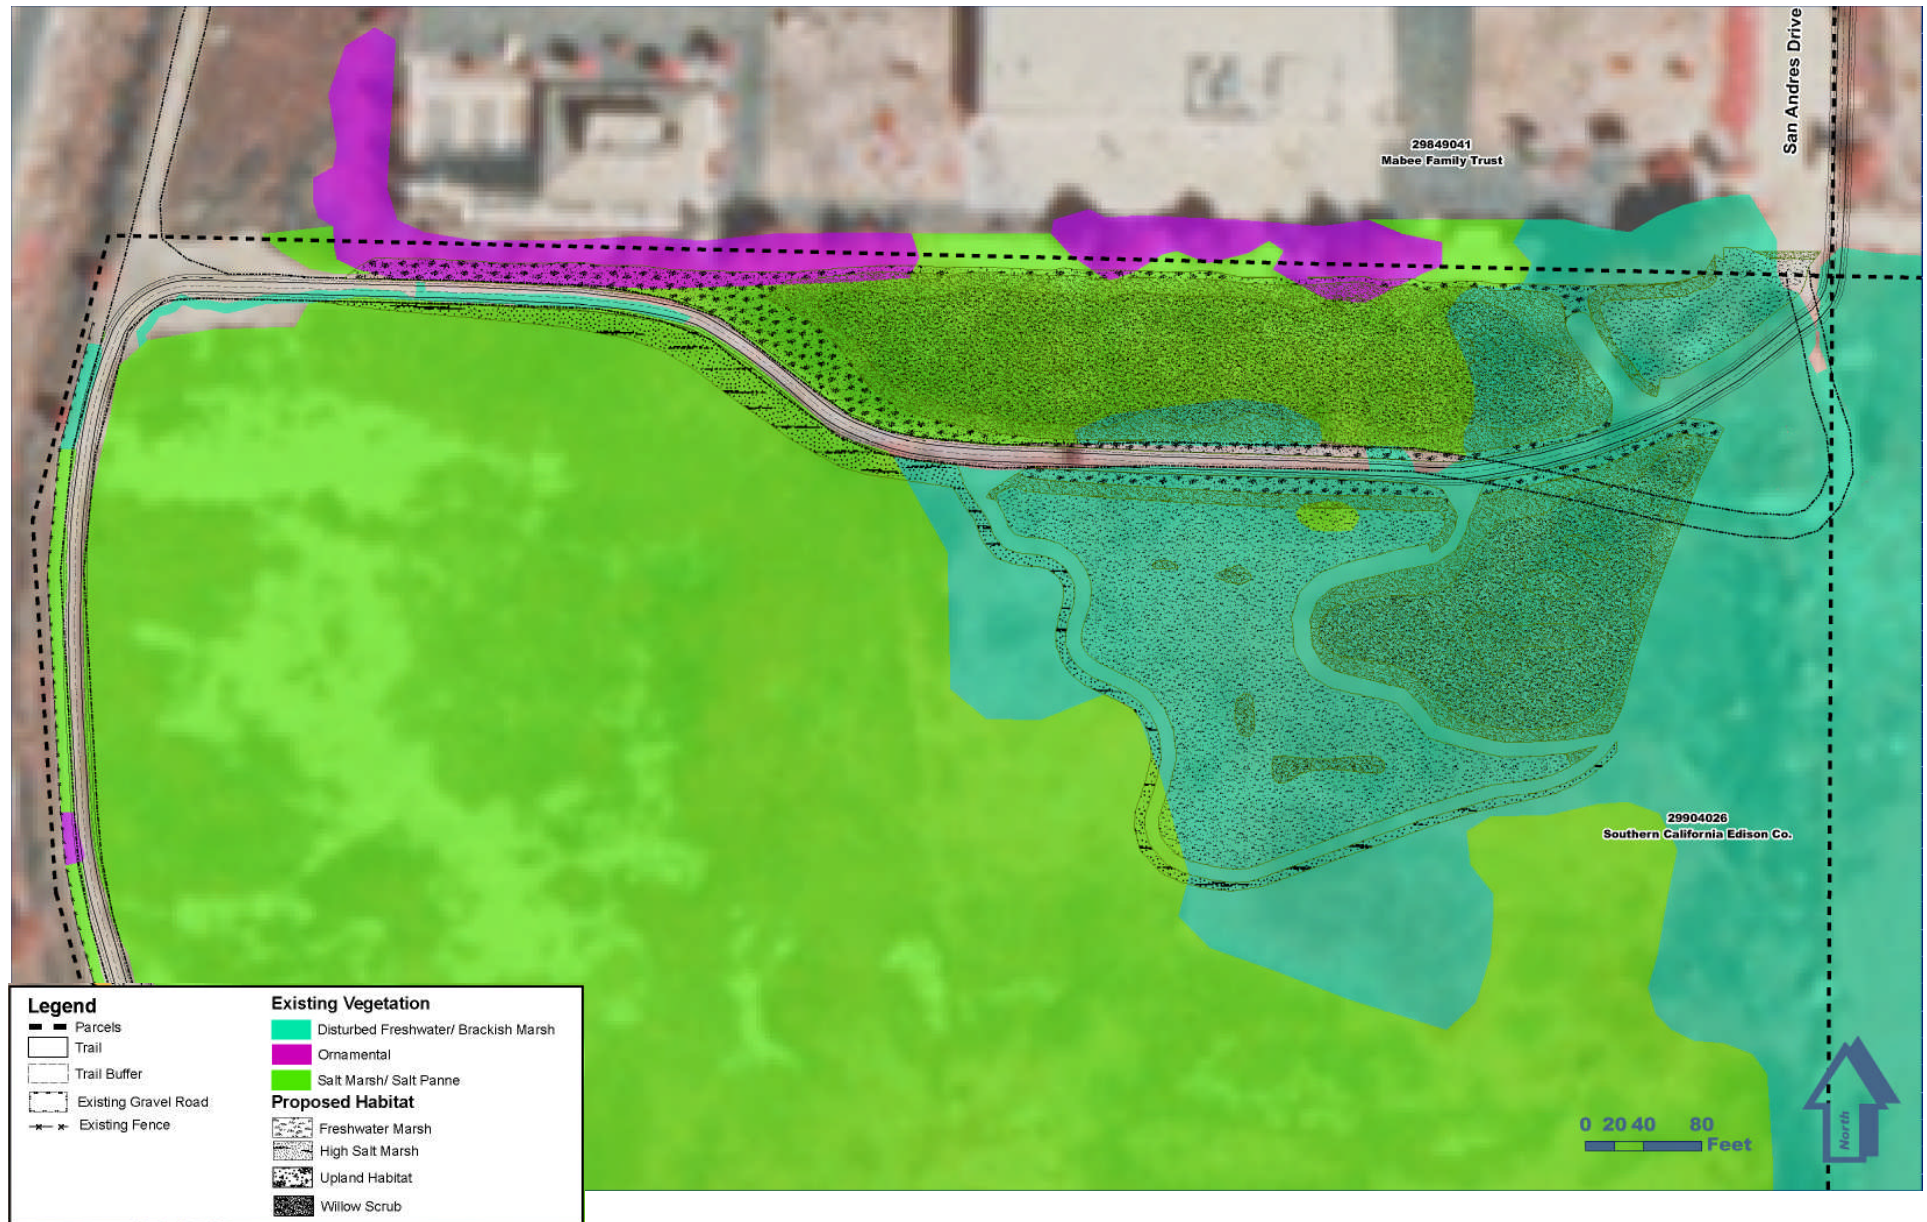 San Andres Drive
29849041
Mabee Family Trust
29904026
Southern California Edison Co.
Legend
Parcels
Trail
Trail Buffer
Existing Gravel Road
Existing Fence
Existing Vegetation
Disturbed Freshwater/ Brackish Marsh
Ornamental
Salt Marsh/ Salt Panne
Proposed Habitat
Freshwater Marsh
High Salt Marsh
Upland Habitat
Willow Scrub
0 20 40 80
Feet
North